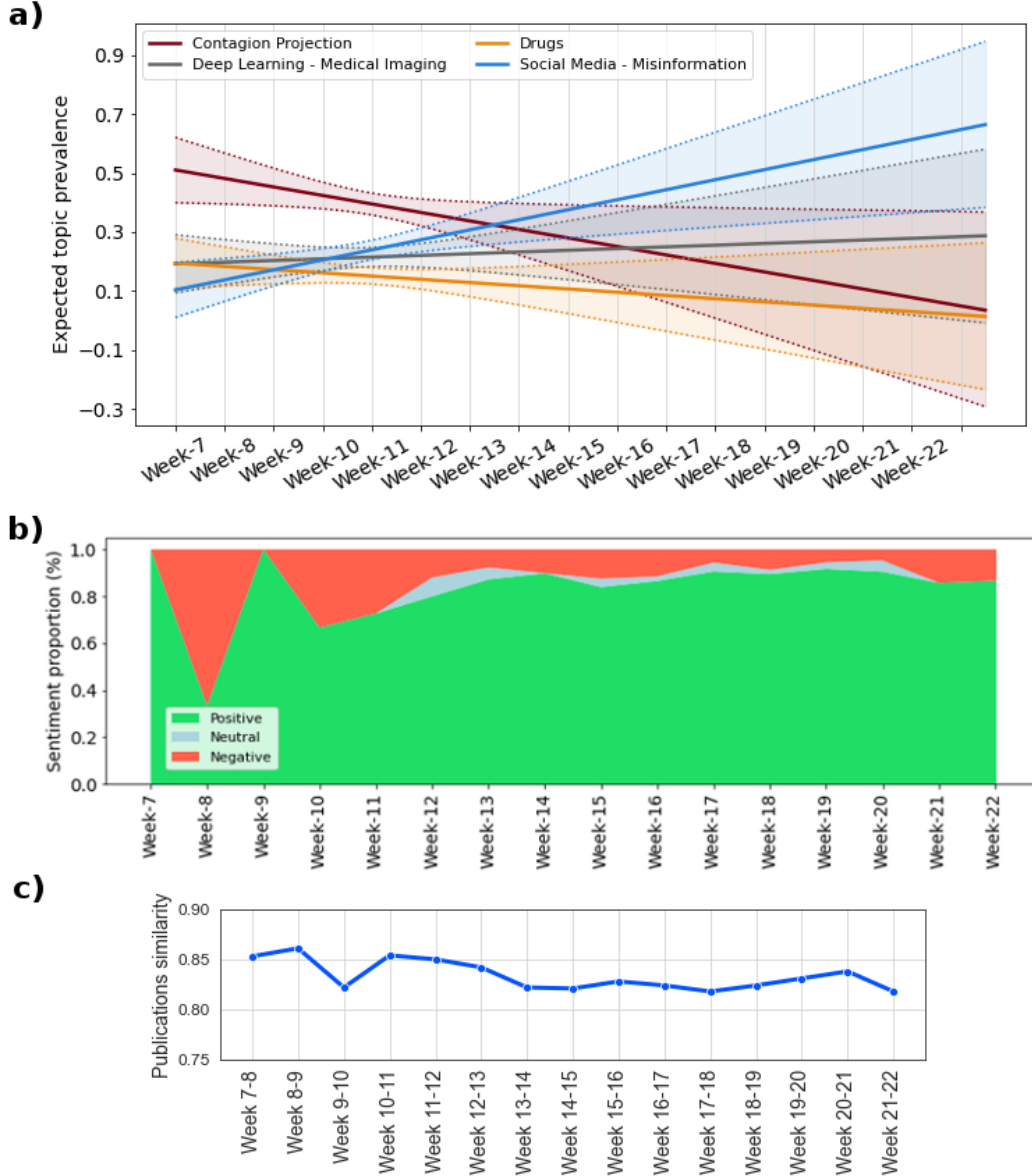 a)
Contagion Projection
Drugs
Deep Learning - Medical Imaging
Social Media - Misinformation
Expected topic prevalence
0.9
0.7
0.5
0.3
0.1
−0.1
−0.3
Week-7
Week-8
Week-9
Week-10
Week-11
Week-12
Week-13
Week-14
Week-15
Week-16
Week-17
Week-18
Week-19
Week-20
Week-21
Week-22
b)
Sentiment proportion (%)
1.0
0.8
0.6
0.4
0.2
0.0
Positive
Neutral
Negative
Week-7
Week-8
Week-9
Week-10
Week-11
Week-12
Week-13
Week-14
Week-15
Week-16
Week-17
Week-18
Week-19
Week-20
Week-21
Week-22
c)
Publications similarity
0.90
0.85
0.80
0.75
Week 7-8
Week 8-9
Week 9-10
Week 10-11
Week 11-12
Week 12-13
Week 13-14
Week 14-15
Week 15-16
Week 16-17
Week 17-18
Week 18-19
Week 19-20
Week 20-21
Week 21-22